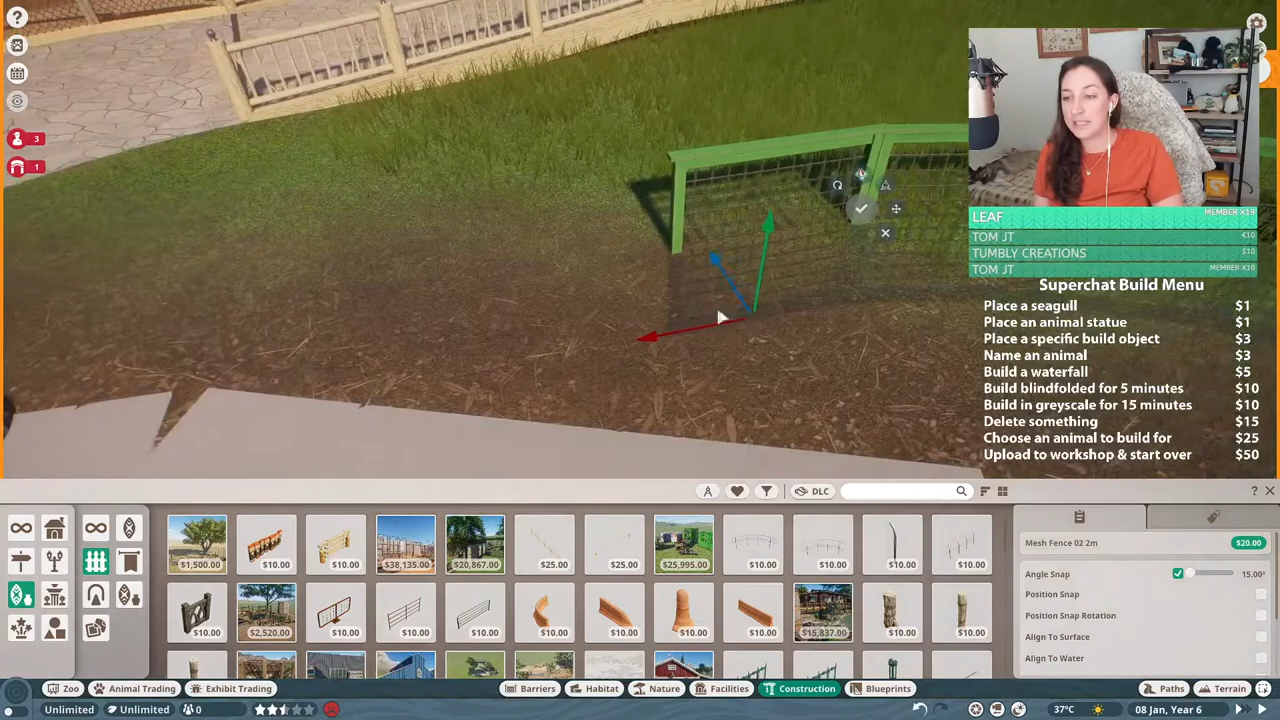 ?
3
1
LEAF MEMBER X19
TOM JT €10
TUMBLY CREATIONS $10
TOM JT MEMBER X10
Superchat Build Menu
Place a seagull $1
Place an animal statue $1
Place a specific build object $3
Name an animal $3
Build a waterfall $5
Build blindfolded for 5 minutes $10
Build in greyscale for 15 minutes $10
Delete something $15
Choose an animal to build for $25
Upload to workshop & start over $50
DLC
? X
$1,500.00 $10.00 $10.00 $38,135.00 $20,867.00 $25.00 $25.00 $25,995.00 $10.00 $10.00 $10.00 $10.00
$10.00 $2,520.00 $10.00 $10.00 $10.00 $10.00 $10.00 $10.00 $10.00 $15,837.00 $10.00 $10.00
Mesh Fence 02 2m $20.00
Angle Snap 15.00°
Position Snap
Position Snap Rotation
Align To Surface
Align To Water
Zoo Animal Trading Exhibit Trading Barriers Habitat Nature Facilities Construction Blueprints Paths Terrain
Unlimited Unlimited 0 37°C 08 Jan, Year 6